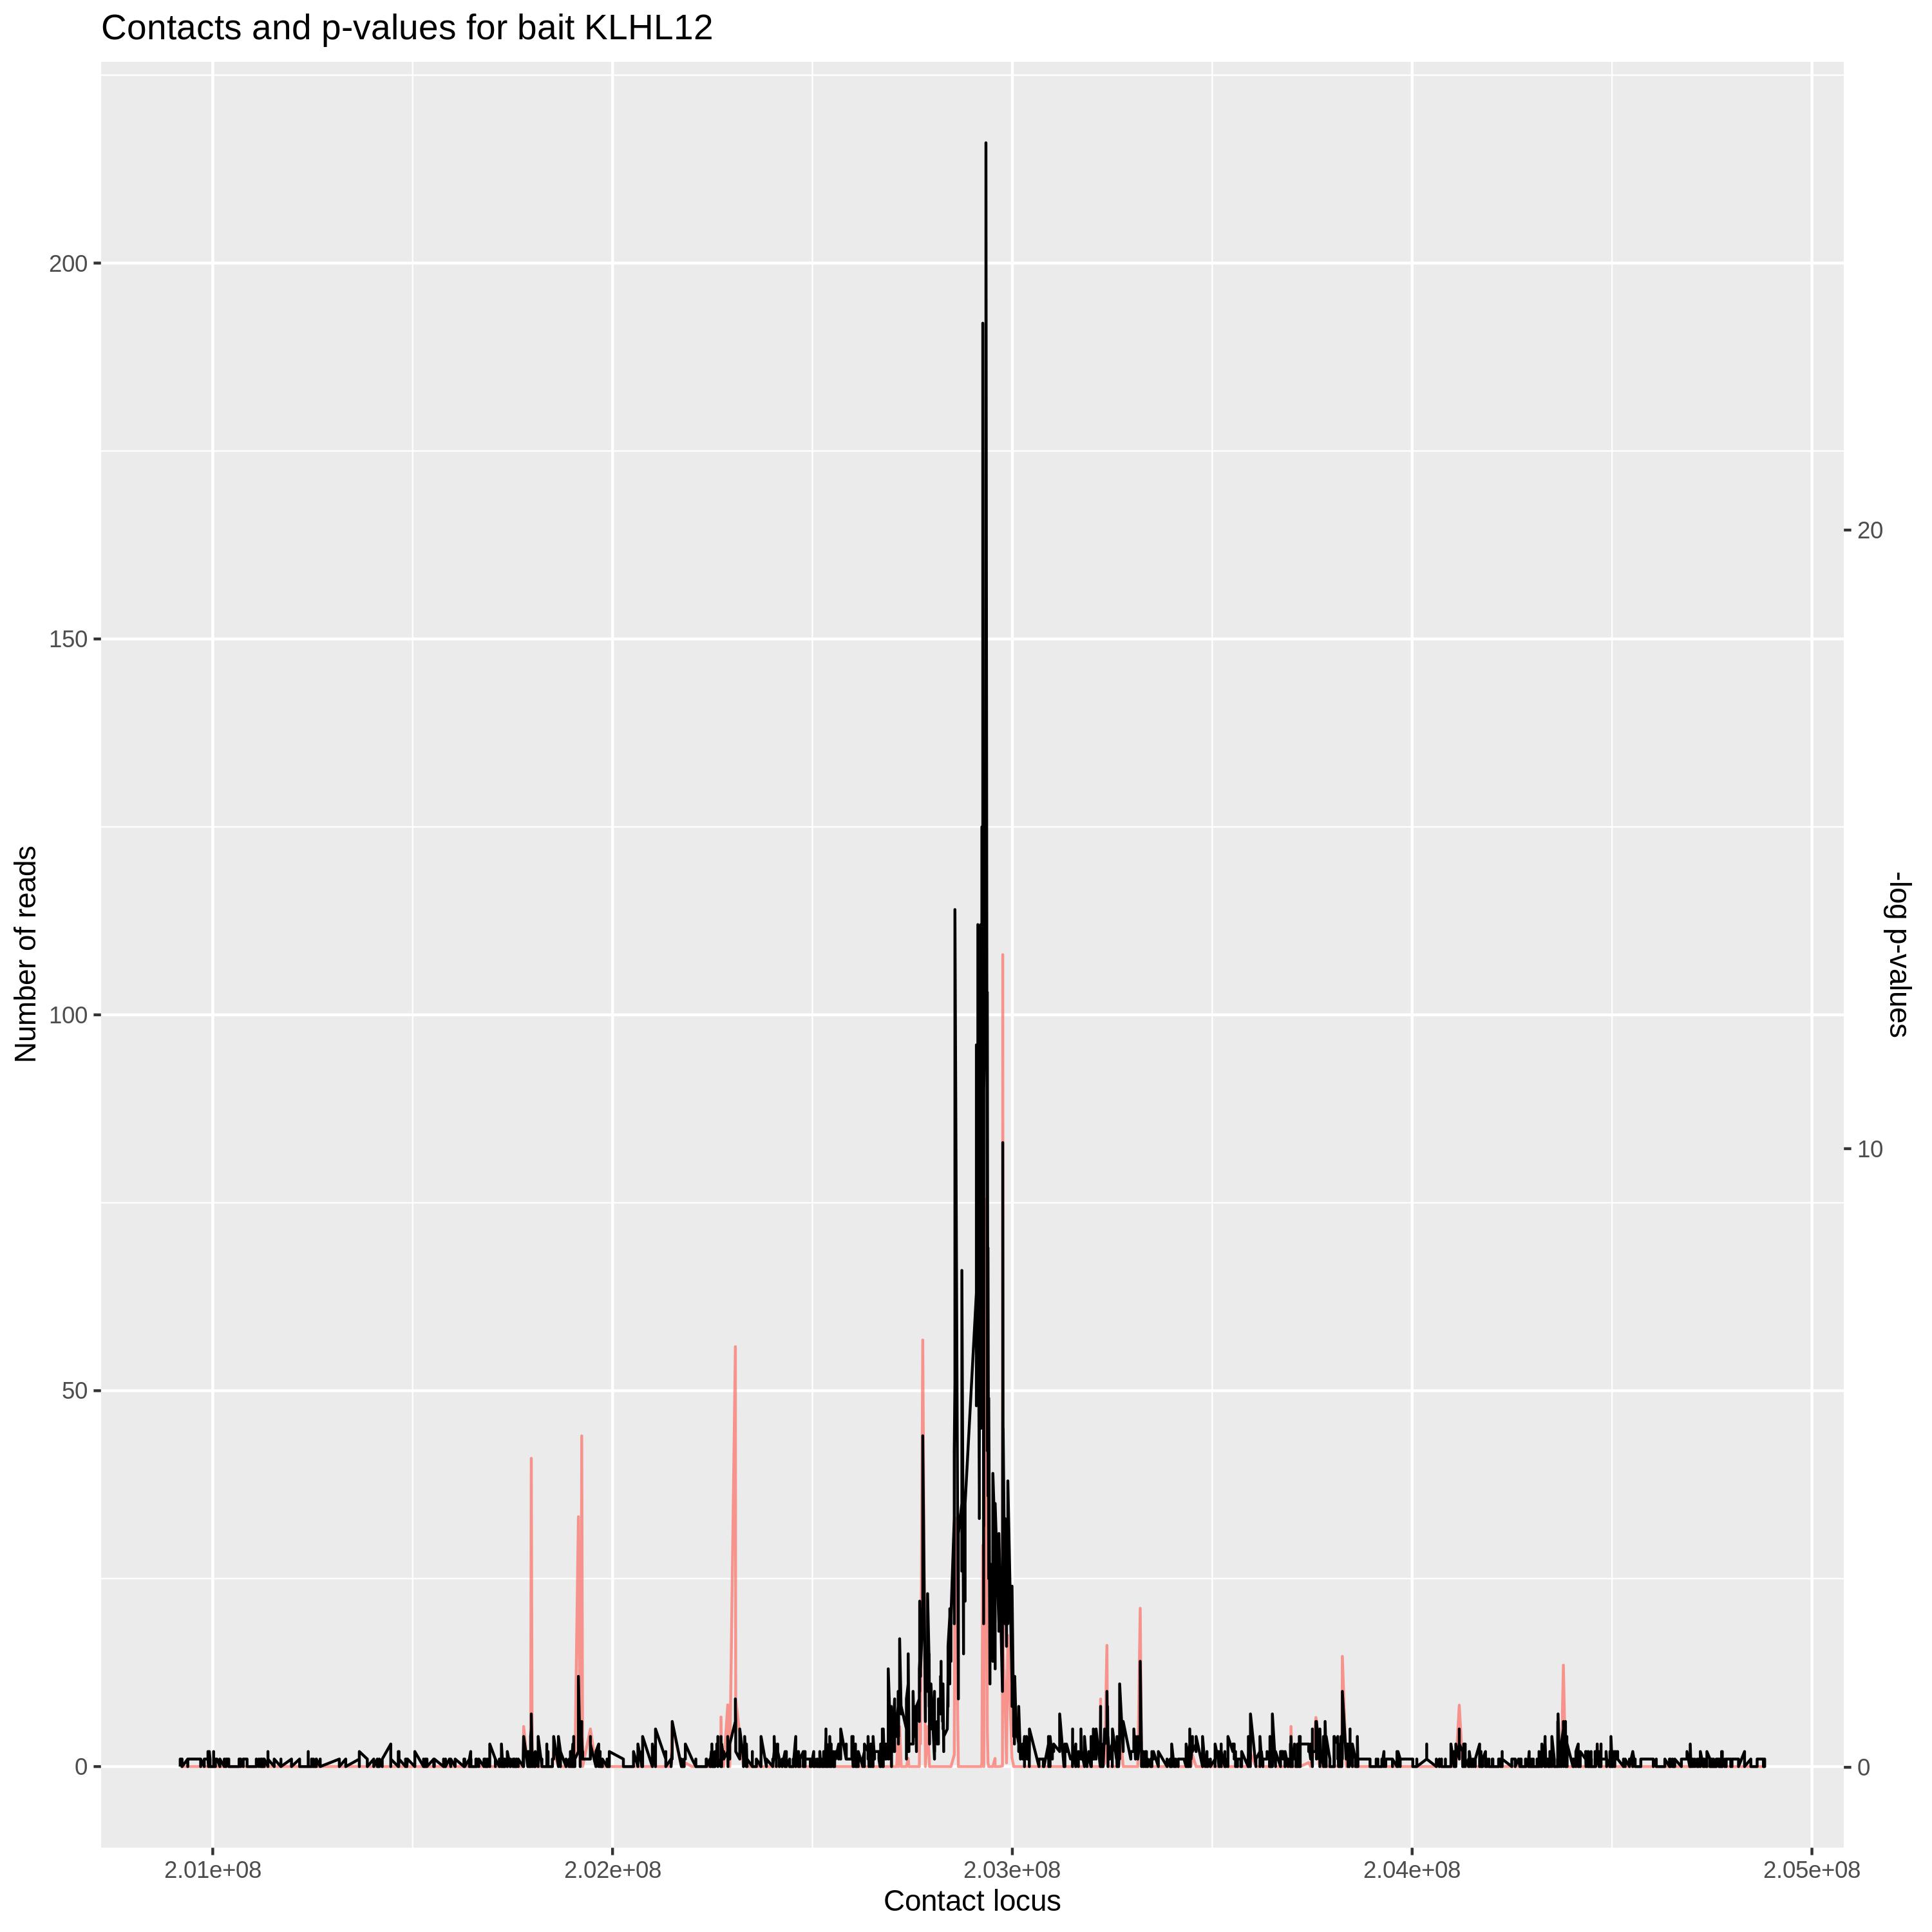 Contacts and p-values for bait KLHL12
200
150
100
50
0
20
10
0
Number of reads
-log p-values
2.01e+08 2.02e+08 2.03e+08 2.04e+08 2.05e+08
Contact locus